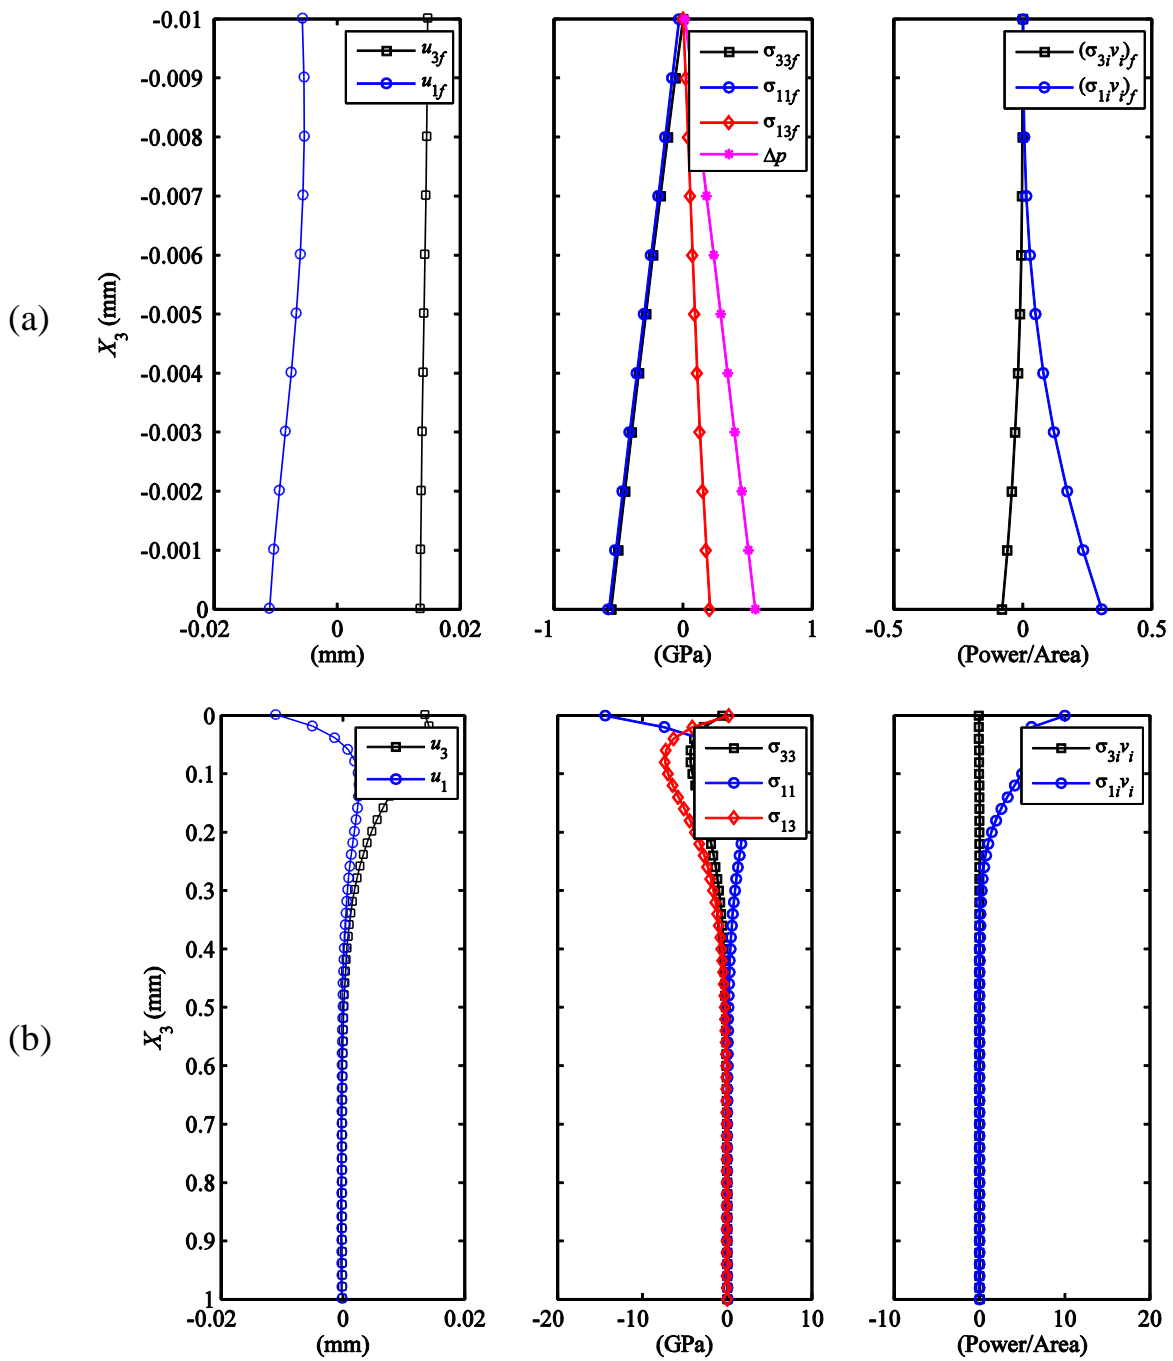 (a)
X₃ (mm)
-0.01
-0.009
-0.008
-0.007
-0.006
-0.005
-0.004
-0.003
-0.002
-0.001
0
-0.02 0 0.02
(mm)
u₃f
u₁f
-1 0 1
(GPa)
σ₃₃f
σ₁₁f
σ₁₃f
Δp
-0.5 0 0.5
(Power/Area)
(σ₃ᵢvᵢ)f
(σ₁ᵢvᵢ)f
(b)
X₃ (mm)
0
0.1
0.2
0.3
0.4
0.5
0.6
0.7
0.8
0.9
1
-0.02 0 0.02
(mm)
u₃
u₁
-20 -10 0 10
(GPa)
σ₃₃
σ₁₁
σ₁₃
-10 0 10 20
(Power/Area)
σ₃ᵢvᵢ
σ₁ᵢvᵢ